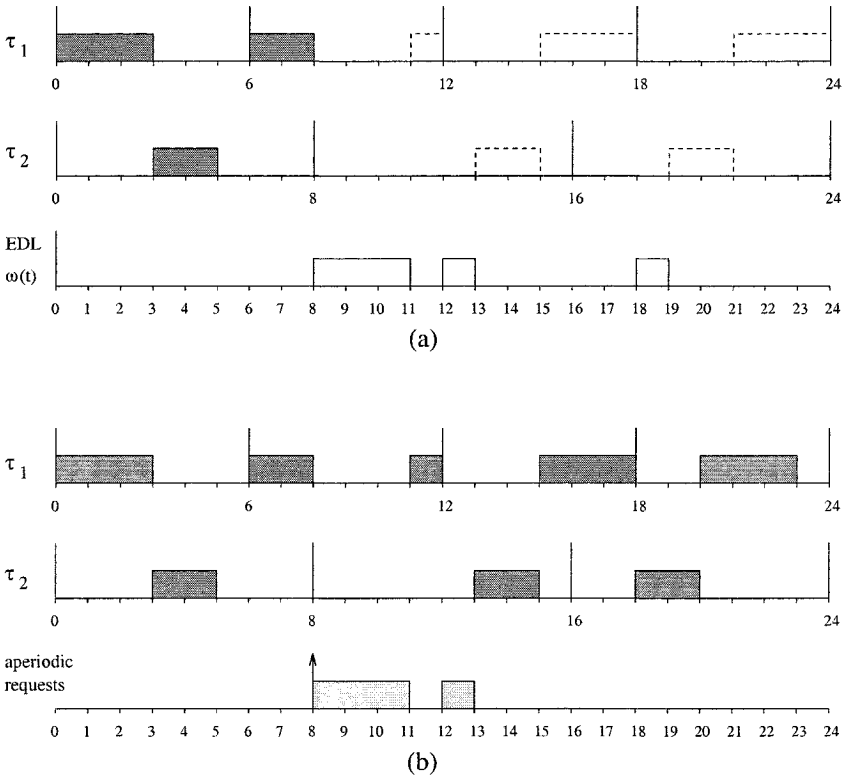 τ1
0 6 12 18 24
τ2
0 8 16 24
EDL
ω(t)
0 1 2 3 4 5 6 7 8 9 10 11 12 13 14 15 16 17 18 19 20 21 22 23 24
(a)
τ1
0 6 12 18 24
τ2
0 8 16 24
aperiodic
requests
0 1 2 3 4 5 6 7 8 9 10 11 12 13 14 15 16 17 18 19 20 21 22 23 24
(b)